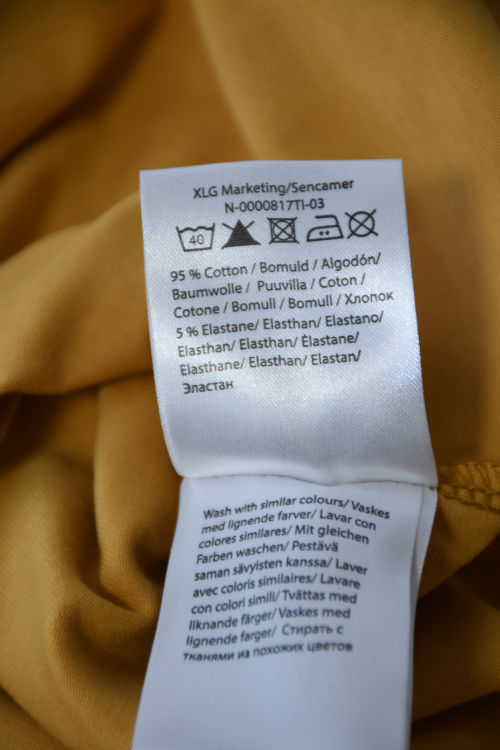 XLG Marketing/Sencamer
N-0000817TI-03
40
95 % Cotton / Bomuld / Algodón/
Baumwolle / Puuvilla / Coton /
Cotone / Bomull / Bomull / Хлопок
5 % Elastane/ Elasthan/ Elastano/
Elasthan/ Elasthan/ Élastane/
Elasthane/ Elasthan/ Elastan/
Эластак
Wash with similar colours/ Vaskes
med lignende farver/ Lavar con
colores similares/ Mit gleichen
Farben waschen/ Pestävä
saman sävyisten kanssa/ Laver
avec coloris similaires/ Lavare
con colori simili/ Tvättas med
liknande färger/ Vaskes med
lignende farger/ Стирать с
тканями из похожих цветов